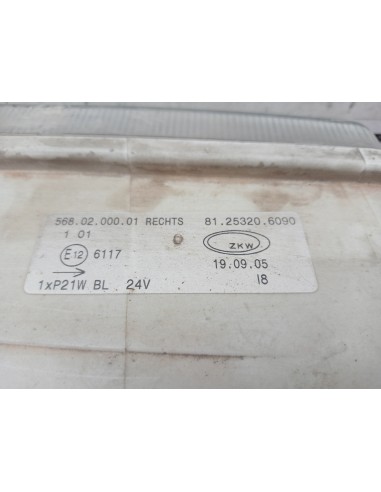 568.02.000.01 RECHTS 81.25320.6090
1 01 ZKW
E12 6117
19.09.05
1xP21W BL 24V I8